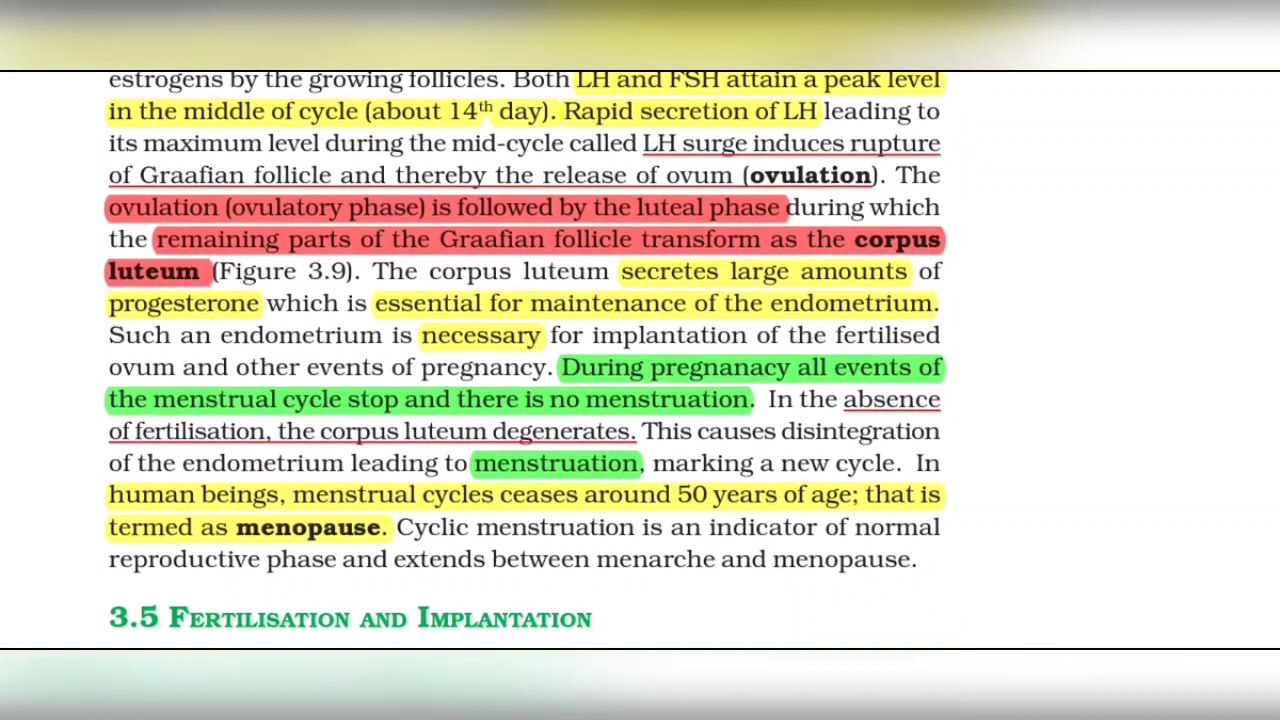 estrogens by the growing follicles. Both LH and FSH attain a peak level
in the middle of cycle (about 14th day). Rapid secretion of LH leading to
its maximum level during the mid-cycle called LH surge induces rupture
of Graafian follicle and thereby the release of ovum (ovulation). The
ovulation (ovulatory phase) is followed by the luteal phase during which
the remaining parts of the Graafian follicle transform as the corpus
luteum (Figure 3.9). The corpus luteum secretes large amounts of
progesterone which is essential for maintenance of the endometrium.
Such an endometrium is necessary for implantation of the fertilised
ovum and other events of pregnancy. During pregnanacy all events of
the menstrual cycle stop and there is no menstruation. In the absence
of fertilisation, the corpus luteum degenerates. This causes disintegration
of the endometrium leading to menstruation, marking a new cycle. In
human beings, menstrual cycles ceases around 50 years of age; that is
termed as menopause. Cyclic menstruation is an indicator of normal
reproductive phase and extends between menarche and menopause.
3.5 FERTILISATION AND IMPLANTATION